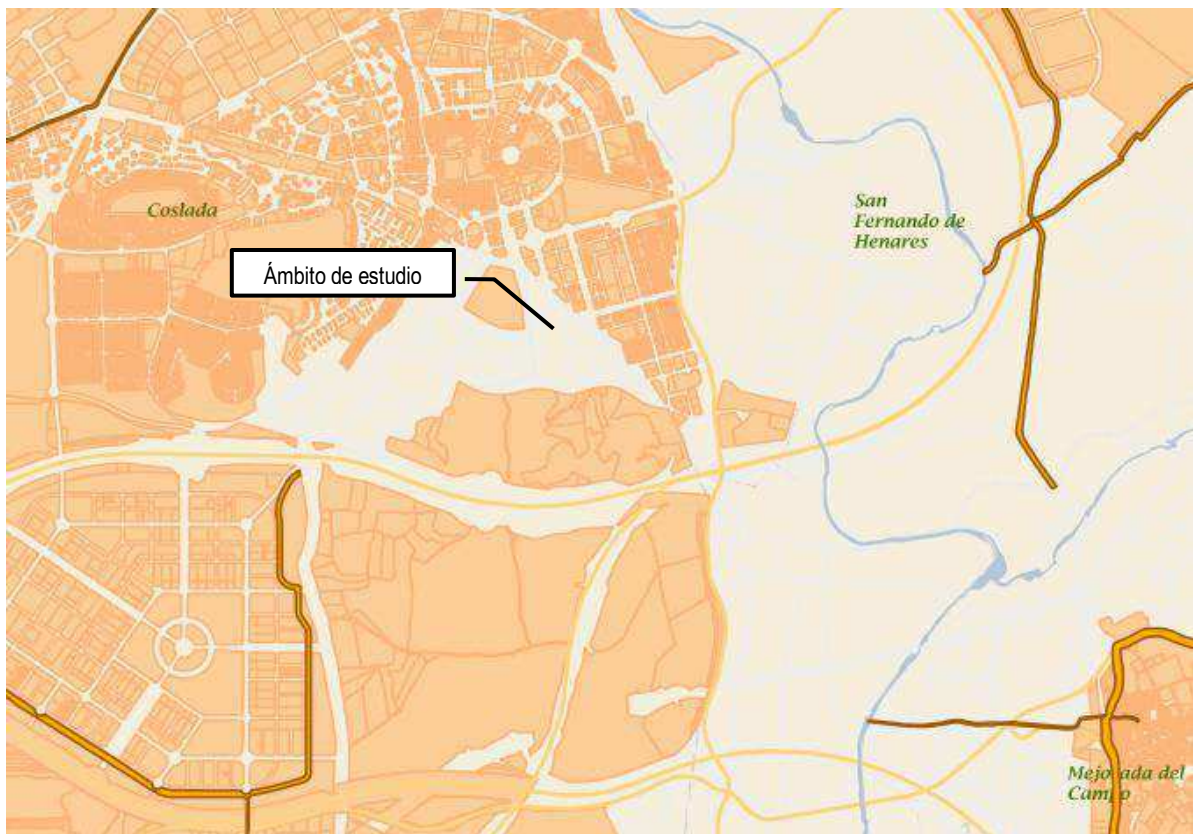 Coslada
San
Fernando de
Henares
Ámbito de estudio
Mejorada del
Campo